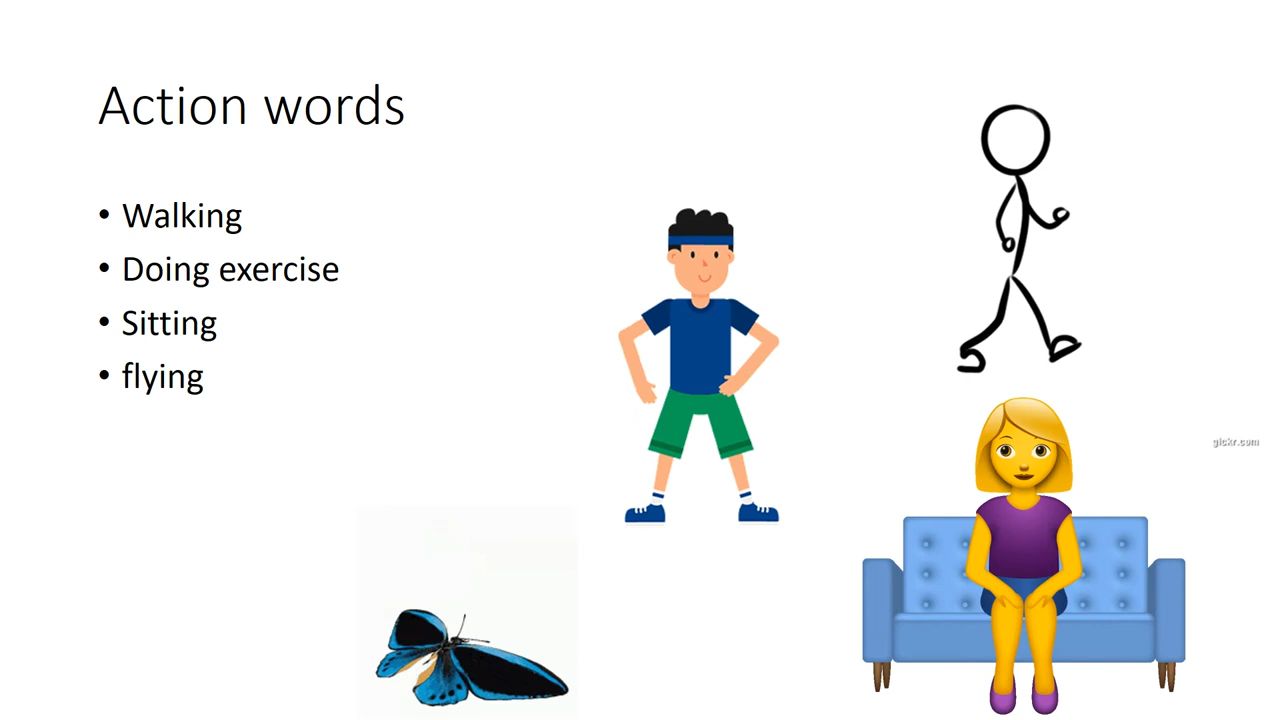 Action words
• Walking
• Doing exercise
• Sitting
• flying
gickr.com